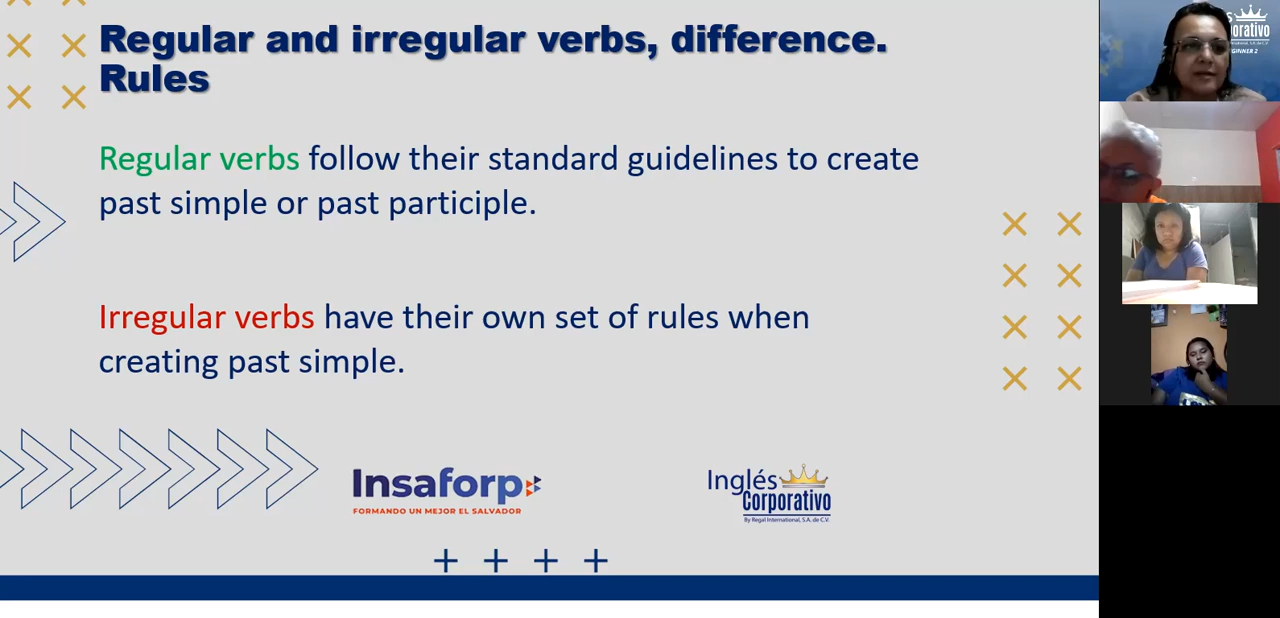 Regular and irregular verbs, difference.
Rules
Regular verbs follow their standard guidelines to create
past simple or past participle.
Irregular verbs have their own set of rules when
creating past simple.
Insaforp
FORMANDO UN MEJOR EL SALVADOR
Inglés
Corporativo
By Regal International, S.A. de C.V.